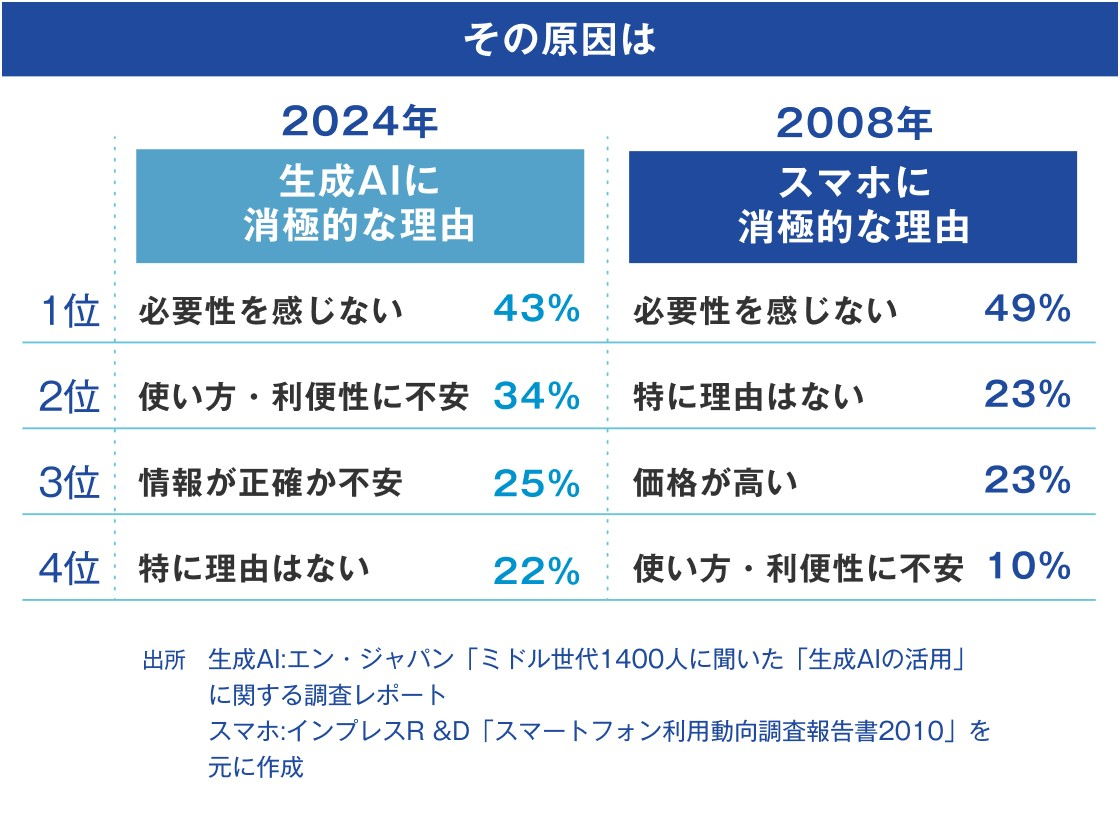 その原因は
2024年
2008年
生成AIに
消極的な理由
スマホに
消極的な理由
1位 必要性を感じない 43% 必要性を感じない 49%
2位 使い方・利便性に不安 34% 特に理由はない 23%
3位 情報が正確か不安 25% 価格が高い 23%
4位 特に理由はない 22% 使い方・利便性に不安 10%
出所 生成AI:エン・ジャパン「ミドル世代1400人に聞いた「生成AIの活用」
に関する調査レポート
スマホ:インプレスR &D「スマートフォン利用動向調査報告書2010」を
元に作成